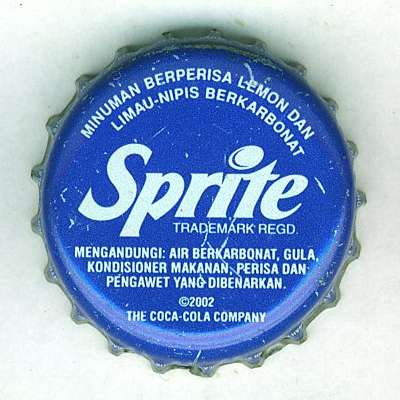 MINUMAN BERPERISA LEMON DAN
LIMAU-NIPIS BERKARBONAT
Sprite
TRADEMARK REGD.
MENGANDUNGI: AIR BERKARBONAT, GULA,
KONDISIONER MAKANAN, PERISA DAN
PENGAWET YANG DIBENARKAN.
©2002
THE COCA-COLA COMPANY